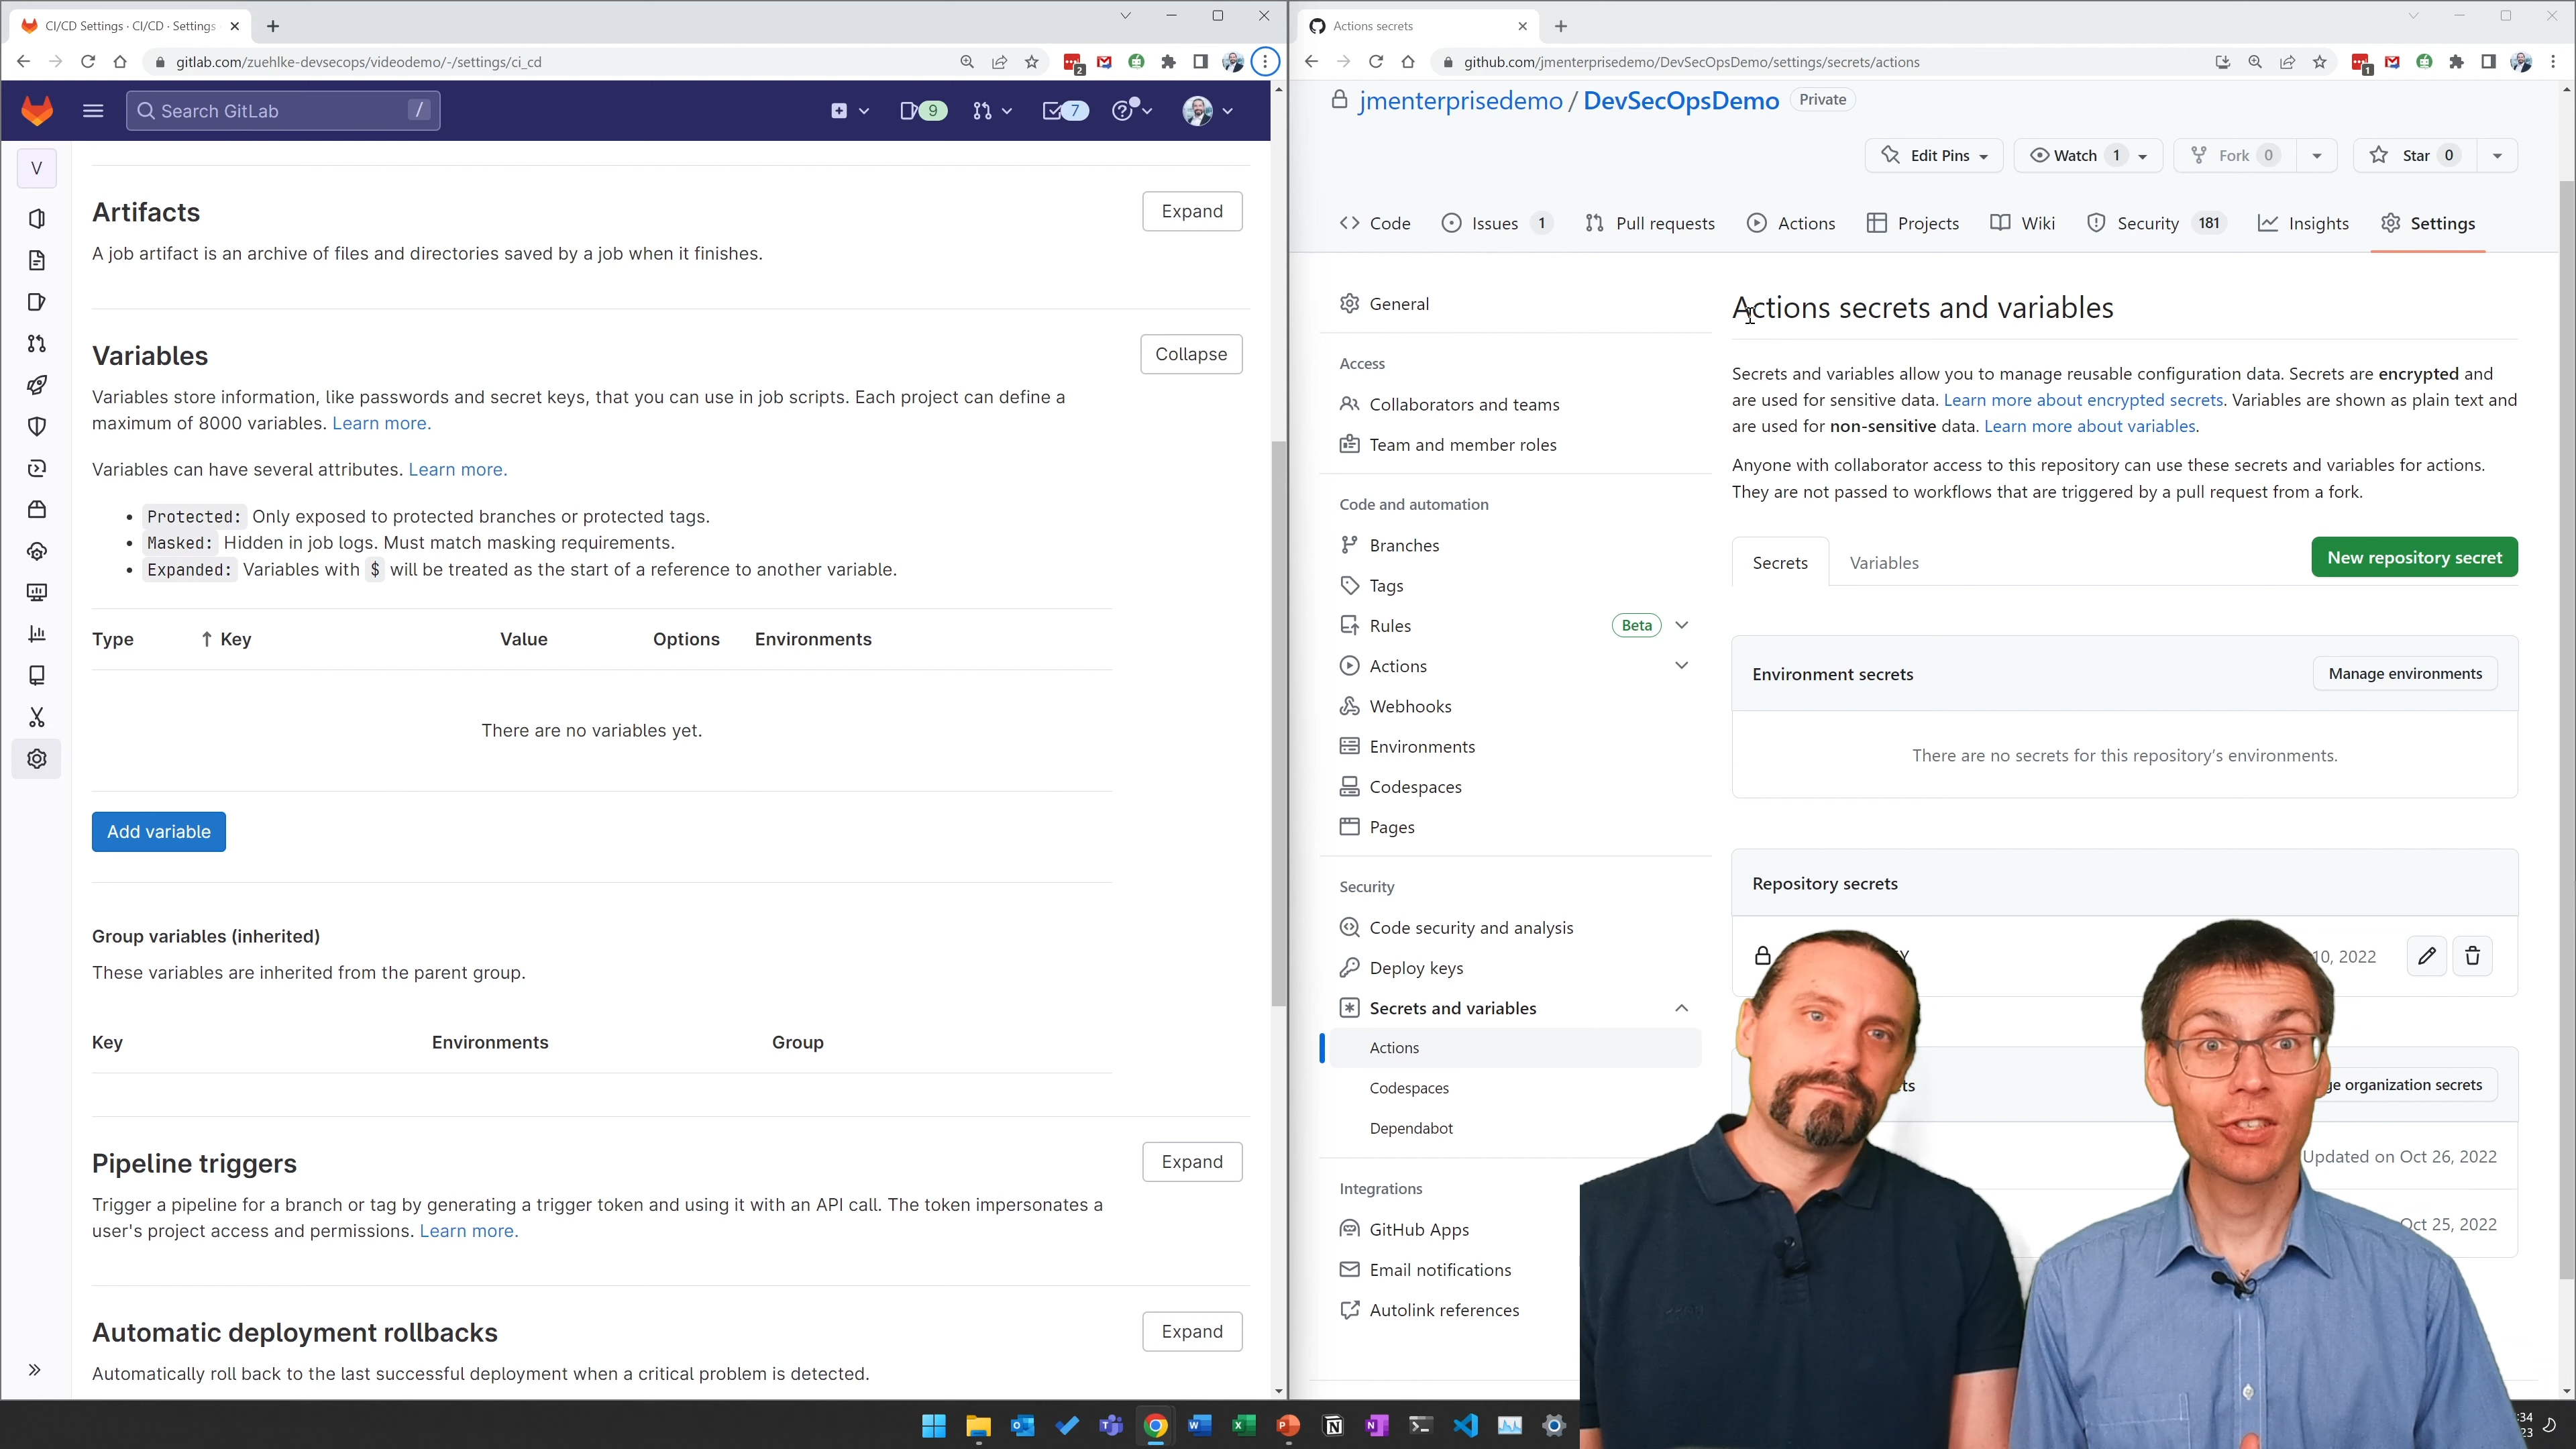 CI/CD Settings · CI/CD · Settings
gitlab.com/zuehlke-devsecops/videodemo/-/settings/ci_cd
2
Search GitLab
/
9
7
V
Artifacts
Expand
A job artifact is an archive of files and directories saved by a job when it finishes.
Variables
Collapse
Variables store information, like passwords and secret keys, that you can use in job scripts. Each project can define a
maximum of 8000 variables. Learn more.
Variables can have several attributes. Learn more.
• Protected: Only exposed to protected branches or protected tags.
• Masked: Hidden in job logs. Must match masking requirements.
• Expanded: Variables with $ will be treated as the start of a reference to another variable.
Type ↑ Key Value Options Environments
There are no variables yet.
Add variable
Group variables (inherited)
These variables are inherited from the parent group.
Key Environments Group
Pipeline triggers
Expand
Trigger a pipeline for a branch or tag by generating a trigger token and using it with an API call. The token impersonates a
user's project access and permissions. Learn more.
Automatic deployment rollbacks
Expand
Automatically roll back to the last successful deployment when a critical problem is detected.
Actions secrets
github.com/jmenterprisedemo/DevSecOpsDemo/settings/secrets/actions
1
jmenterprisedemo / DevSecOpsDemo Private
Edit Pins Watch 1 Fork 0 Star 0
Code Issues 1 Pull requests Actions Projects Wiki Security 181 Insights Settings
General
Access
Collaborators and teams
Team and member roles
Code and automation
Branches
Tags
Rules Beta
Actions
Webhooks
Environments
Codespaces
Pages
Security
Code security and analysis
Deploy keys
Secrets and variables
Actions
Codespaces
Dependabot
Integrations
GitHub Apps
Email notifications
Autolink references
Actions secrets and variables
Secrets and variables allow you to manage reusable configuration data. Secrets are encrypted and
are used for sensitive data. Learn more about encrypted secrets. Variables are shown as plain text and
are used for non-sensitive data. Learn more about variables.
Anyone with collaborator access to this repository can use these secrets and variables for actions.
They are not passed to workflows that are triggered by a pull request from a fork.
Secrets Variables
New repository secret
Environment secrets
Manage environments
There are no secrets for this repository's environments.
Repository secrets
10, 2022
organization secrets
Updated on Oct 26, 2022
Oct 25, 2022
:34
23